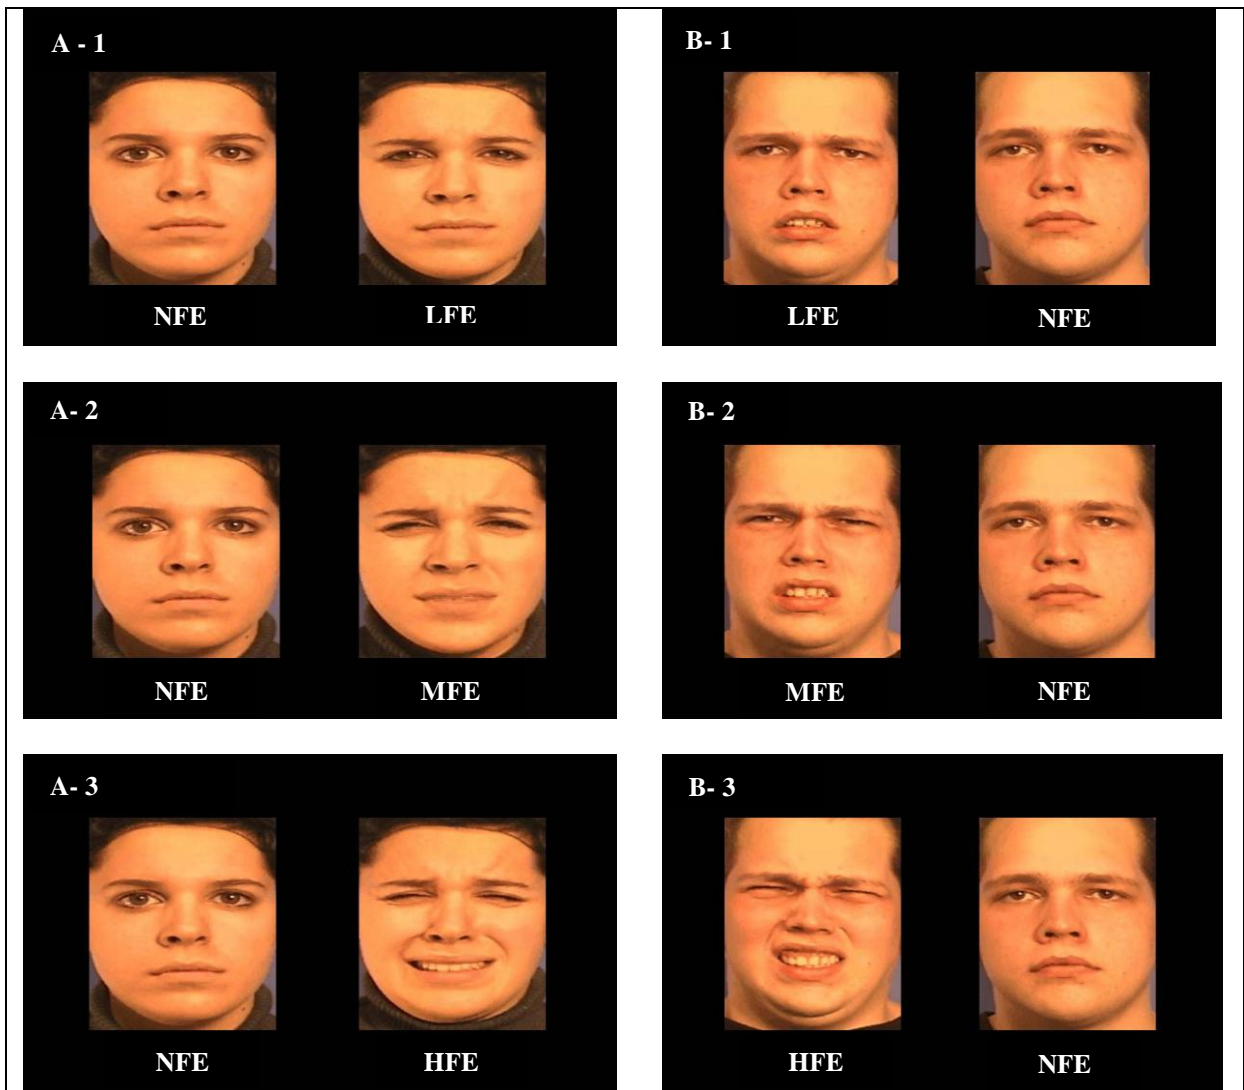 A - 1
NFE LFE
B- 1
LFE NFE
A- 2
NFE MFE
B- 2
MFE NFE
A- 3
NFE HFE
B- 3
HFE NFE